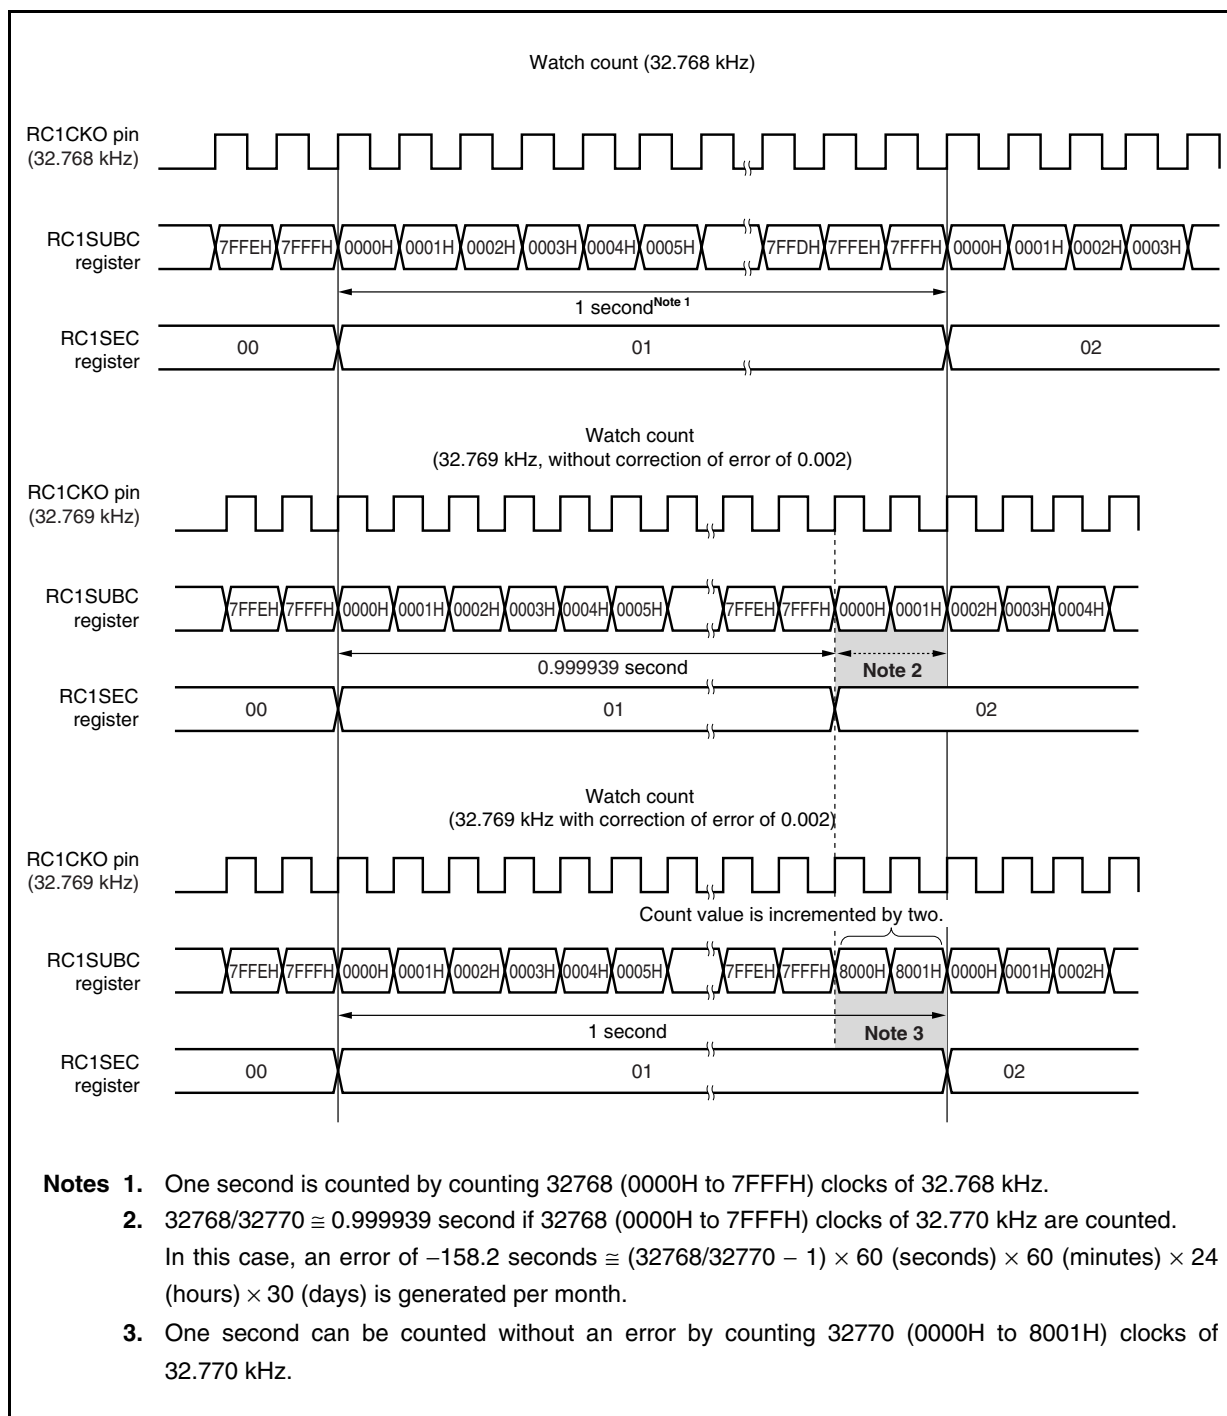 Watch count (32.768 kHz)
RC1CKO pin
(32.768 kHz)
RC1SUBC
register
7FFEH 7FFFH 0000H 0001H 0002H 0003H 0004H 0005H 7FFDH 7FFEH 7FFFH 0000H 0001H 0002H 0003H
1 second Note 1
RC1SEC
register
00 01 02
Watch count
(32.769 kHz, without correction of error of 0.002)
RC1CKO pin
(32.769 kHz)
RC1SUBC
register
7FFEH 7FFFH 0000H 0001H 0002H 0003H 0004H 0005H 7FFEH 7FFFH 0000H 0001H 0002H 0003H 0004H
0.999939 second Note 2
RC1SEC
register
00 01 02
Watch count
(32.769 kHz with correction of error of 0.002)
RC1CKO pin
(32.769 kHz)
Count value is incremented by two.
RC1SUBC
register
7FFEH 7FFFH 0000H 0001H 0002H 0003H 0004H 0005H 7FFEH 7FFFH 8000H 8001H 0000H 0001H 0002H
1 second Note 3
RC1SEC
register
00 01 02
Notes 1. One second is counted by counting 32768 (0000H to 7FFFH) clocks of 32.768 kHz.
2. 32768/32770 ≅ 0.999939 second if 32768 (0000H to 7FFFH) clocks of 32.770 kHz are counted.
In this case, an error of −158.2 seconds ≅ (32768/32770 − 1) × 60 (seconds) × 60 (minutes) × 24
(hours) × 30 (days) is generated per month.
3. One second can be counted without an error by counting 32770 (0000H to 8001H) clocks of
32.770 kHz.